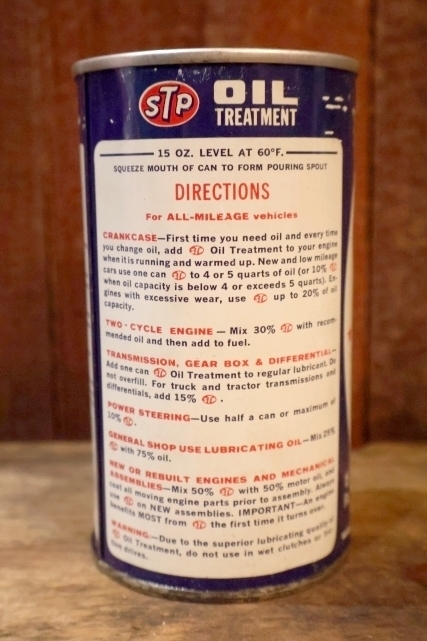 STP OIL
TREATMENT
15 OZ. LEVEL AT 60°F.
SQUEEZE MOUTH OF CAN TO FORM POURING SPOUT
DIRECTIONS
For ALL-MILEAGE vehicles
CRANKCASE—First time you need oil and every time
you change oil, add STP Oil Treatment to your engine
when it is running and warmed up. New and low mileage
cars use one can STP to 4 or 5 quarts of oil (or 10% STP
when oil capacity is below 4 or exceeds 5 quarts). En-
gines with excessive wear, use STP up to 20% of oil
capacity.
TWO-CYCLE ENGINE — Mix 30% STP with recom-
mended oil and then add to fuel.
TRANSMISSION, GEAR BOX & DIFFERENTIAL—
Add one can STP Oil Treatment to regular lubricant. Do
not overfill. For truck and tractor transmissions and
differentials, add 15% STP.
POWER STEERING—Use half a can or maximum of
10% STP.
GENERAL SHOP USE LUBRICATING OIL—Mix 25%
STP with 75% oil.
NEW OR REBUILT ENGINES AND MECHANICAL
ASSEMBLIES—Mix 50% STP with 50% motor oil, and
coat all moving engine parts prior to assembly. Always
use STP on NEW assemblies. IMPORTANT—An engine
benefits MOST from STP the first time it turns over.
WARNING—Due to the superior lubricating quality of
STP Oil Treatment, do not use in wet clutches or
drives.